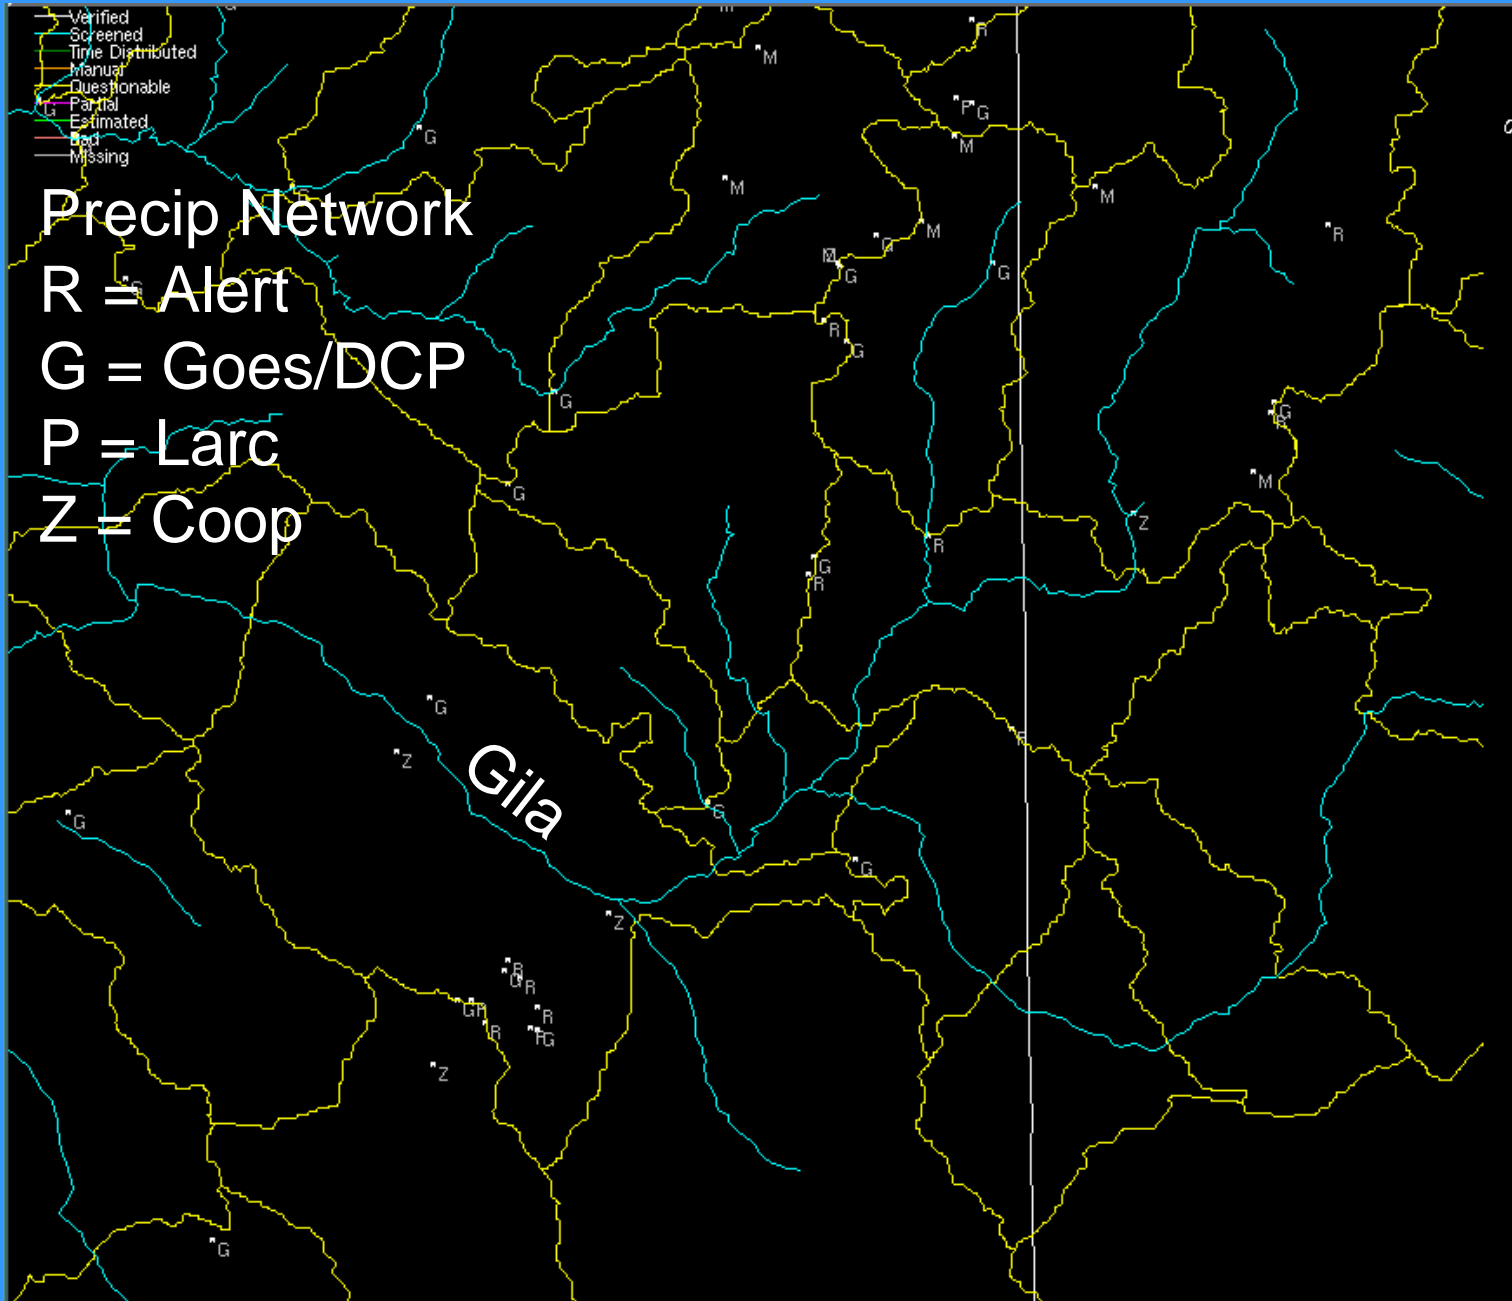 Verified
Screened
Time Distributed
Manual
Questionable
Partial
Estimated
Bad
Missing
Precip Network
R = Alert
G = Goes/DCP
P = Larc
Z = Coop
Gila
R
M
G
G
M
G
M
M
M
R
G
M
G
G
G
R
G
G
G
R
M
G
Z
R
G
R
G
Z
G
G
G
Z
R
G
R
R
R
G
Z
G